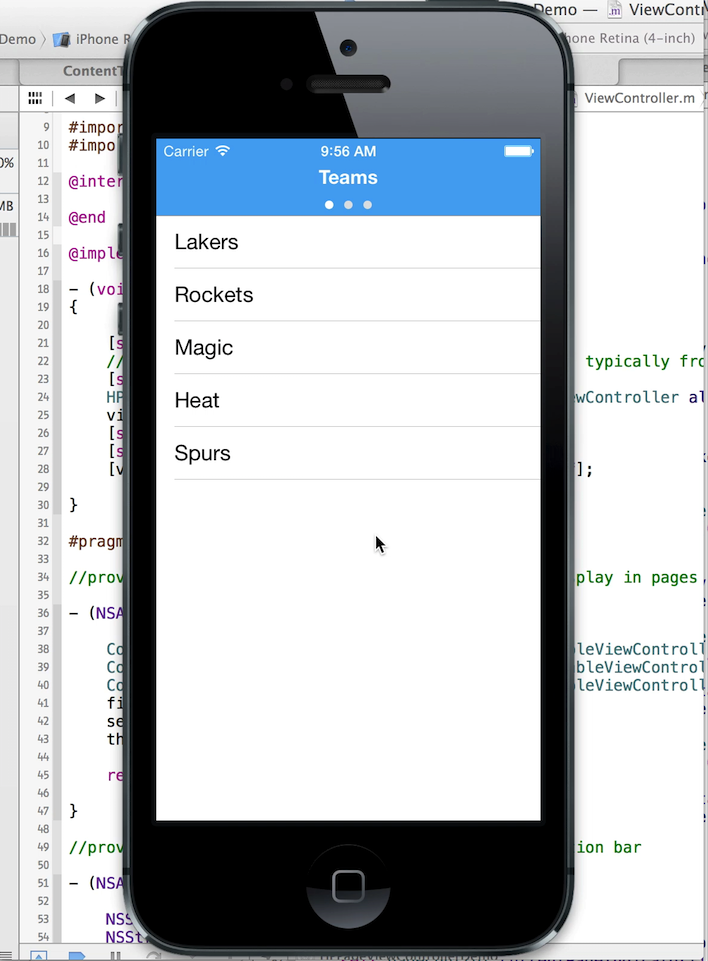 Demo — ViewContr
Demo iPhone R hone Retina (4-inch)
ContentT
ViewController.m
9 #impor
10 #impo
0%
11
12 @inter
13
MB
14 @end
15
16 @imple
17
18 - (voi
19 {
20
21 [s
22 // typically fro
23 [s
24 HP wController al
25 vi
26 [s
27 [s
28 [v ];
29
30 }
31
32 #pragm
33
34 //prov play in pages
35
36 - (NSA
37
38 Co leViewControll
39 Co bleViewControl
40 Co leViewControll
41 fi
42 se
43 th
44
45 re
46
47 }
48
49 //prov ion bar
50
51 - (NSA
52
53 NSS
54 NSSt
Carrier 9:56 AM
Teams
Lakers
Rockets
Magic
Heat
Spurs